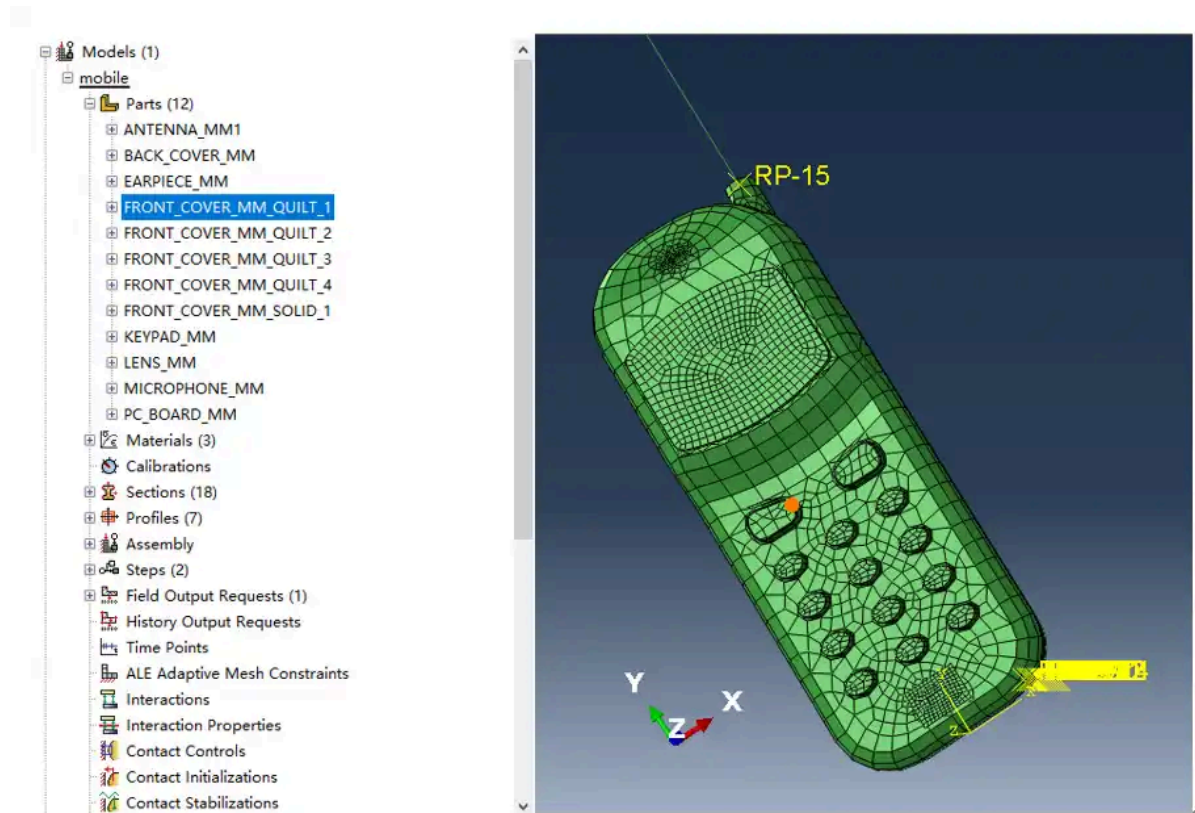 Models (1)
mobile
Parts (12)
ANTENNA_MM1
BACK_COVER_MM
EARPIECE_MM
FRONT_COVER_MM_QUILT_1
FRONT_COVER_MM_QUILT_2
FRONT_COVER_MM_QUILT_3
FRONT_COVER_MM_QUILT_4
FRONT_COVER_MM_SOLID_1
KEYPAD_MM
LENS_MM
MICROPHONE_MM
PC_BOARD_MM
Materials (3)
Calibrations
Sections (18)
Profiles (7)
Assembly
Steps (2)
Field Output Requests (1)
History Output Requests
Time Points
ALE Adaptive Mesh Constraints
Interactions
Interaction Properties
Contact Controls
Contact Initializations
Contact Stabilizations
RP-15
Y
X
Z
Y
X
Z